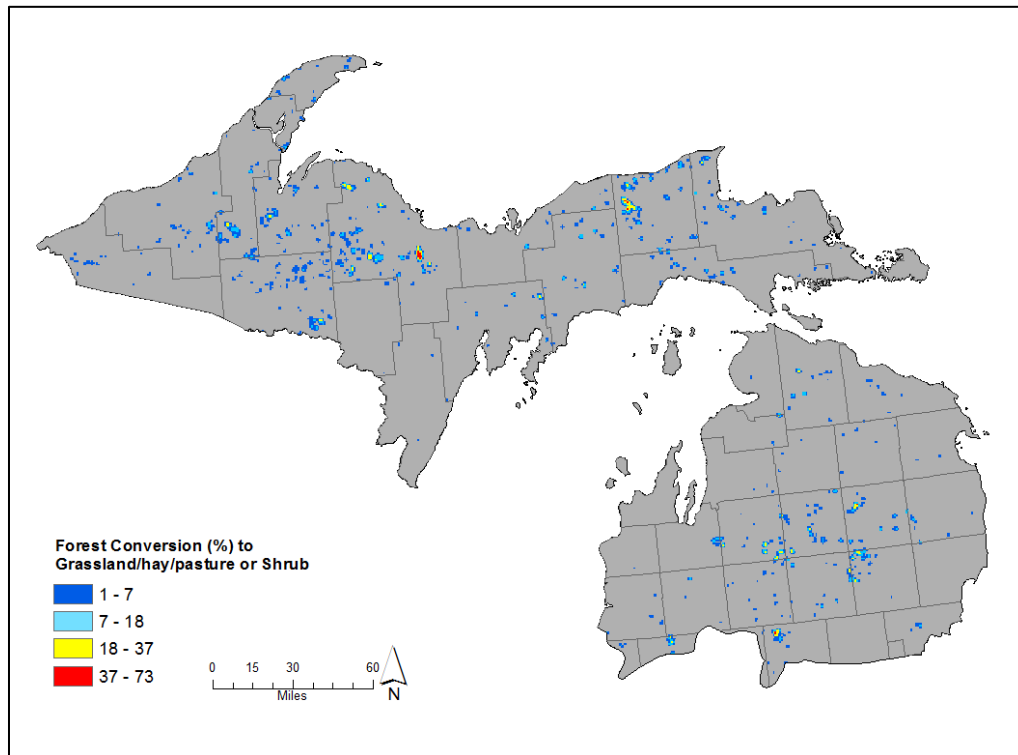 Forest Conversion (%) to
Grassland/hay/pasture or Shrub
1 - 7
7 - 18
18 - 37
37 - 73
0 15 30 60
Miles
N